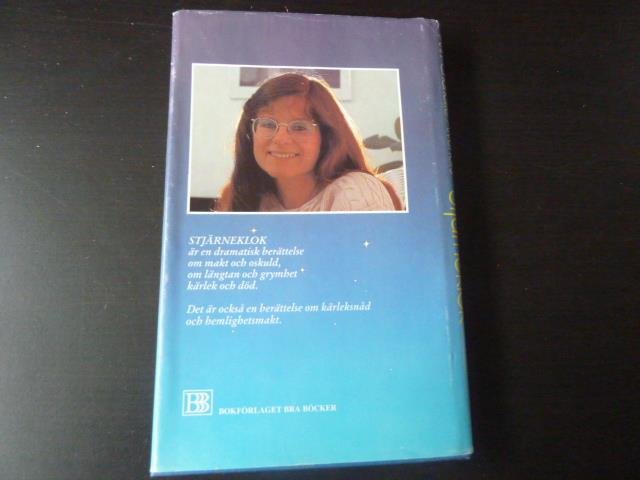 STJÄRNEKLOK
är en dramatisk berättelse
om makt och oskuld,
om längtan och grymhet
kärlek och död.
Det är också en berättelse om kärleksnåd
och hemlighetsmakt.
BB
BOKFÖRLAGET BRA BÖCKER